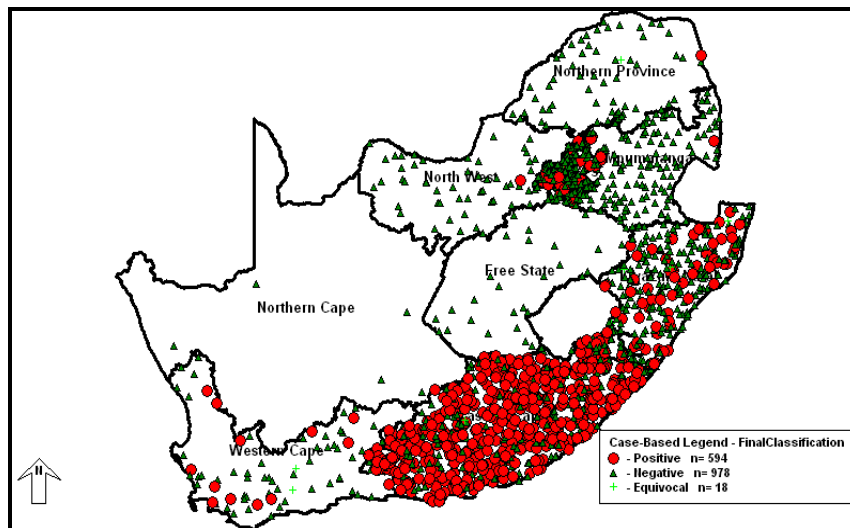 Northern Province
Mpumalanga
North West
Free State
Northern Cape
Western Cape
N
Case-Based Legend - FinalClassification
- Positive n= 594
- Negative n= 978
- Equivocal n= 18